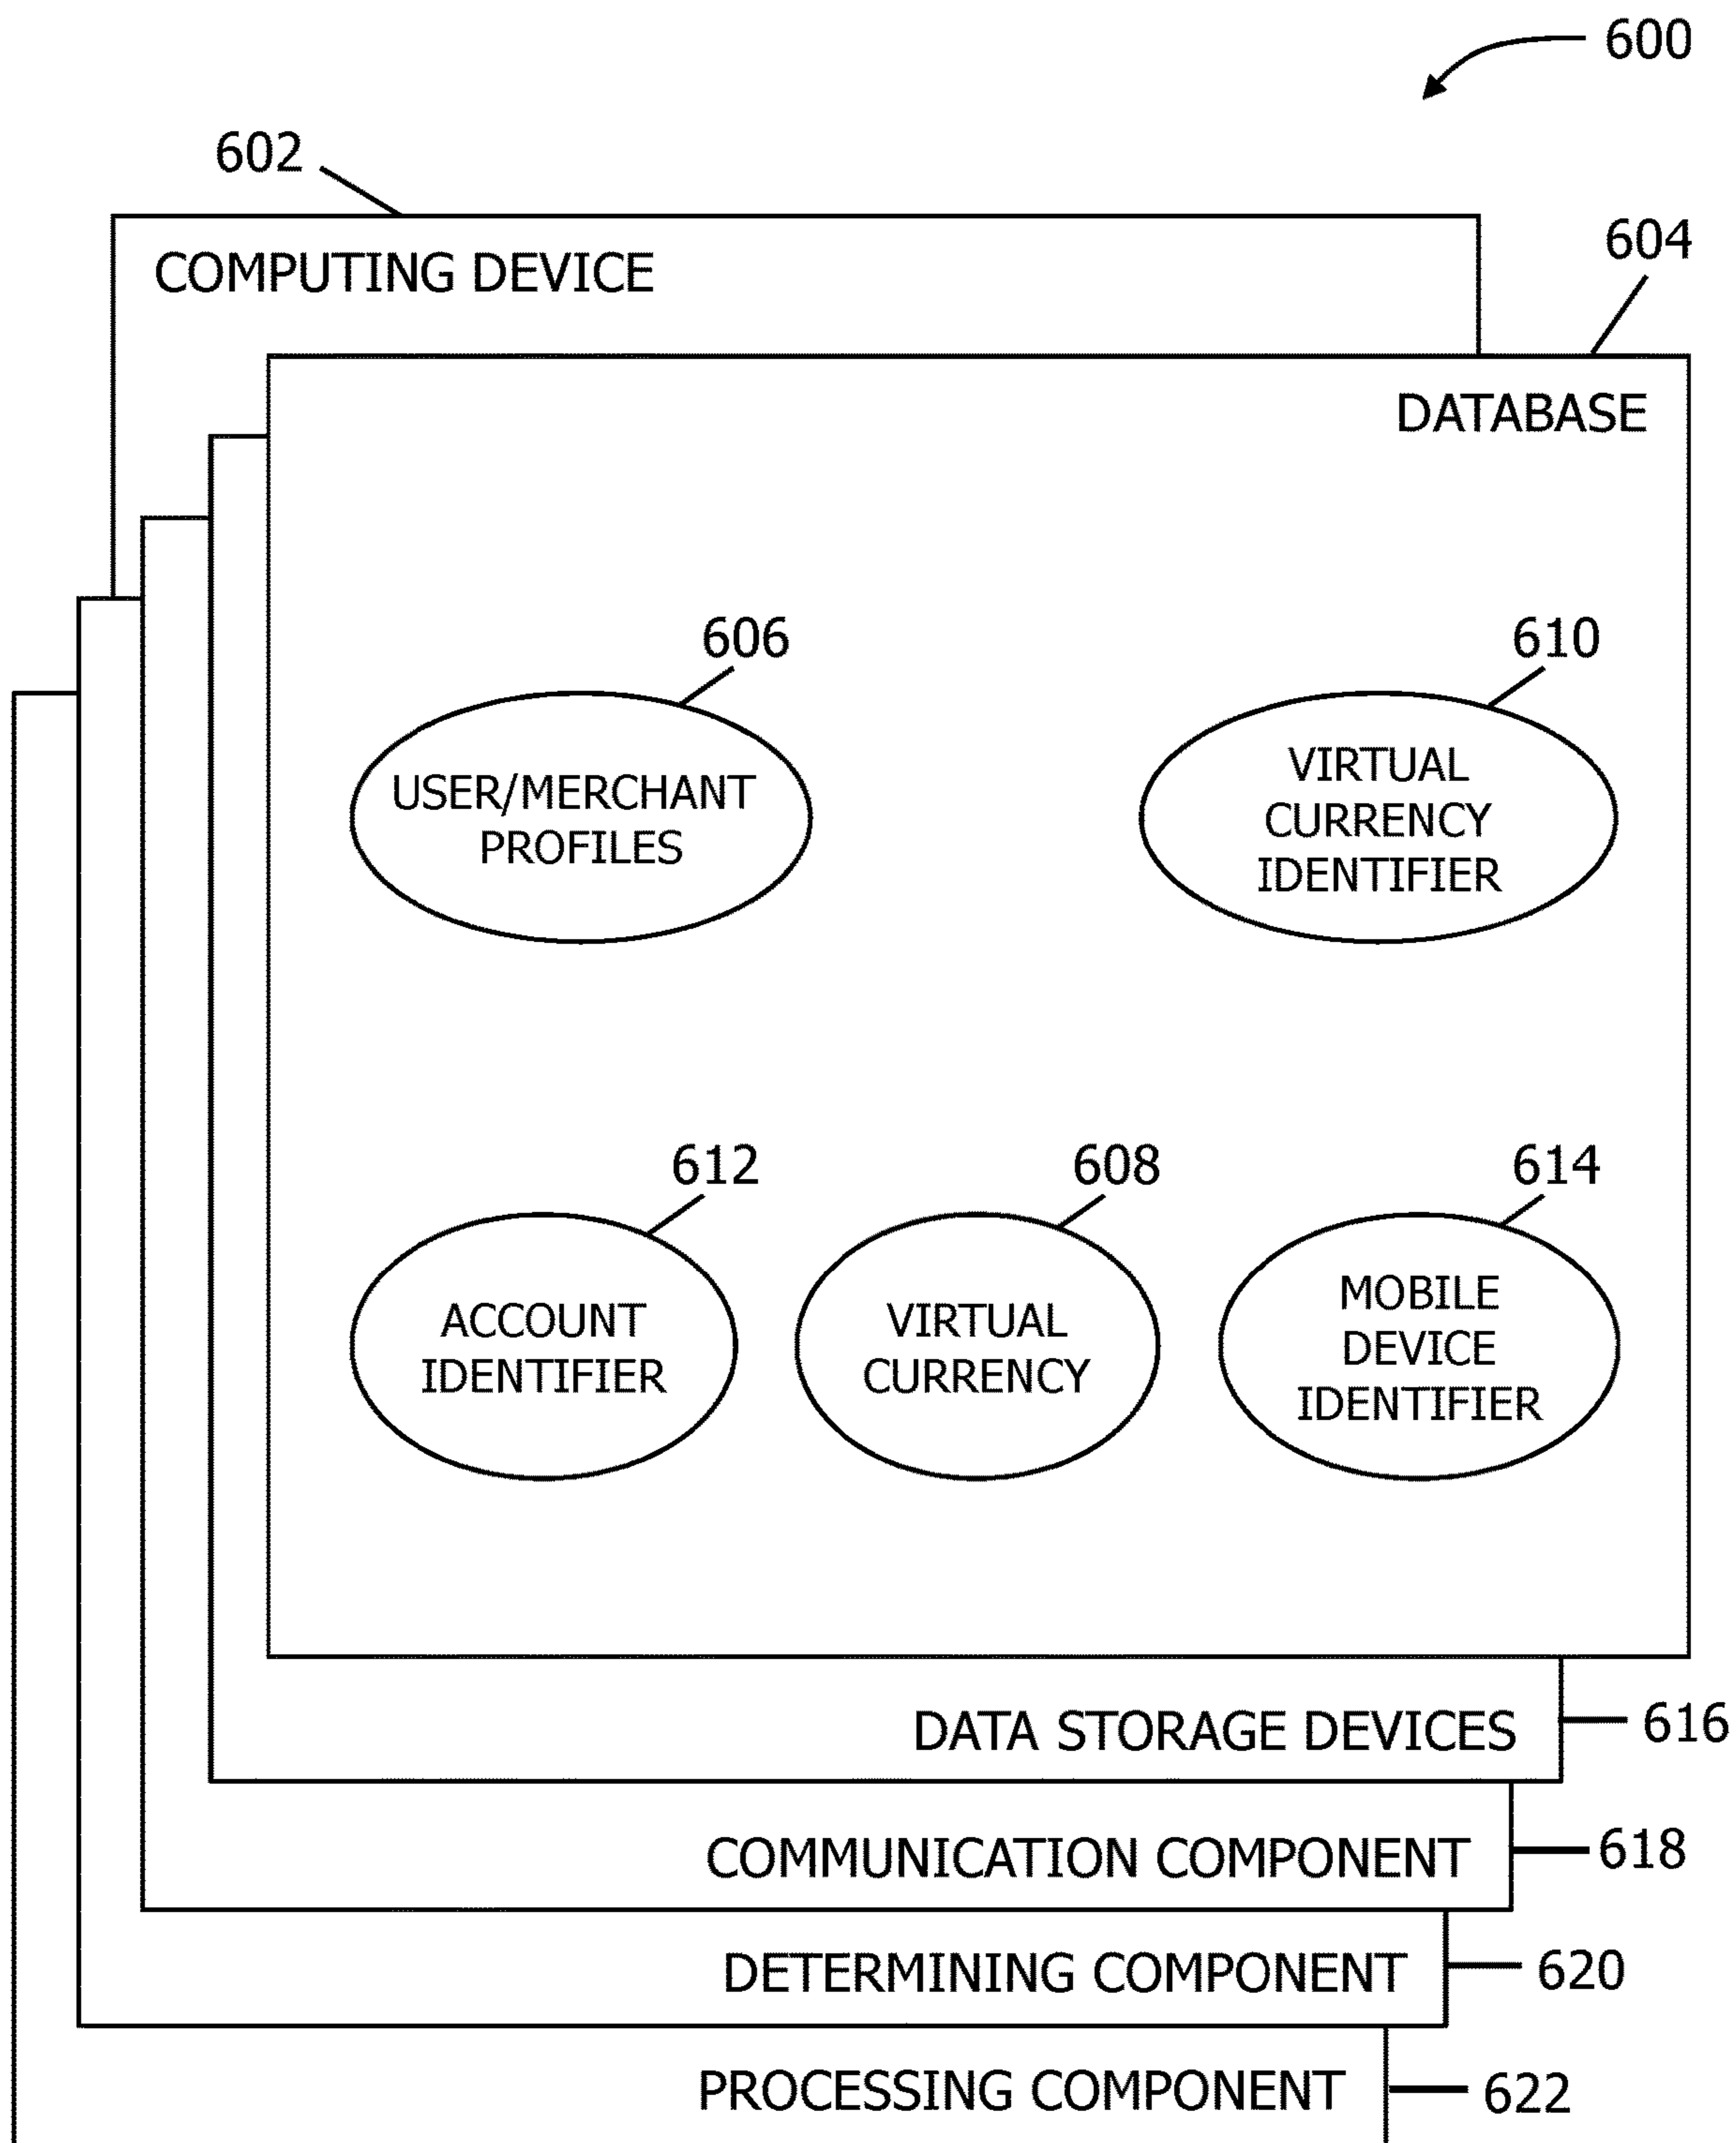 600
602
COMPUTING DEVICE
604
DATABASE
606
610
USER/MERCHANT
PROFILES
VIRTUAL
CURRENCY
IDENTIFIER
612
608
614
ACCOUNT
IDENTIFIER
VIRTUAL
CURRENCY
MOBILE
DEVICE
IDENTIFIER
DATA STORAGE DEVICES
616
COMMUNICATION COMPONENT
618
DETERMINING COMPONENT
620
PROCESSING COMPONENT
622